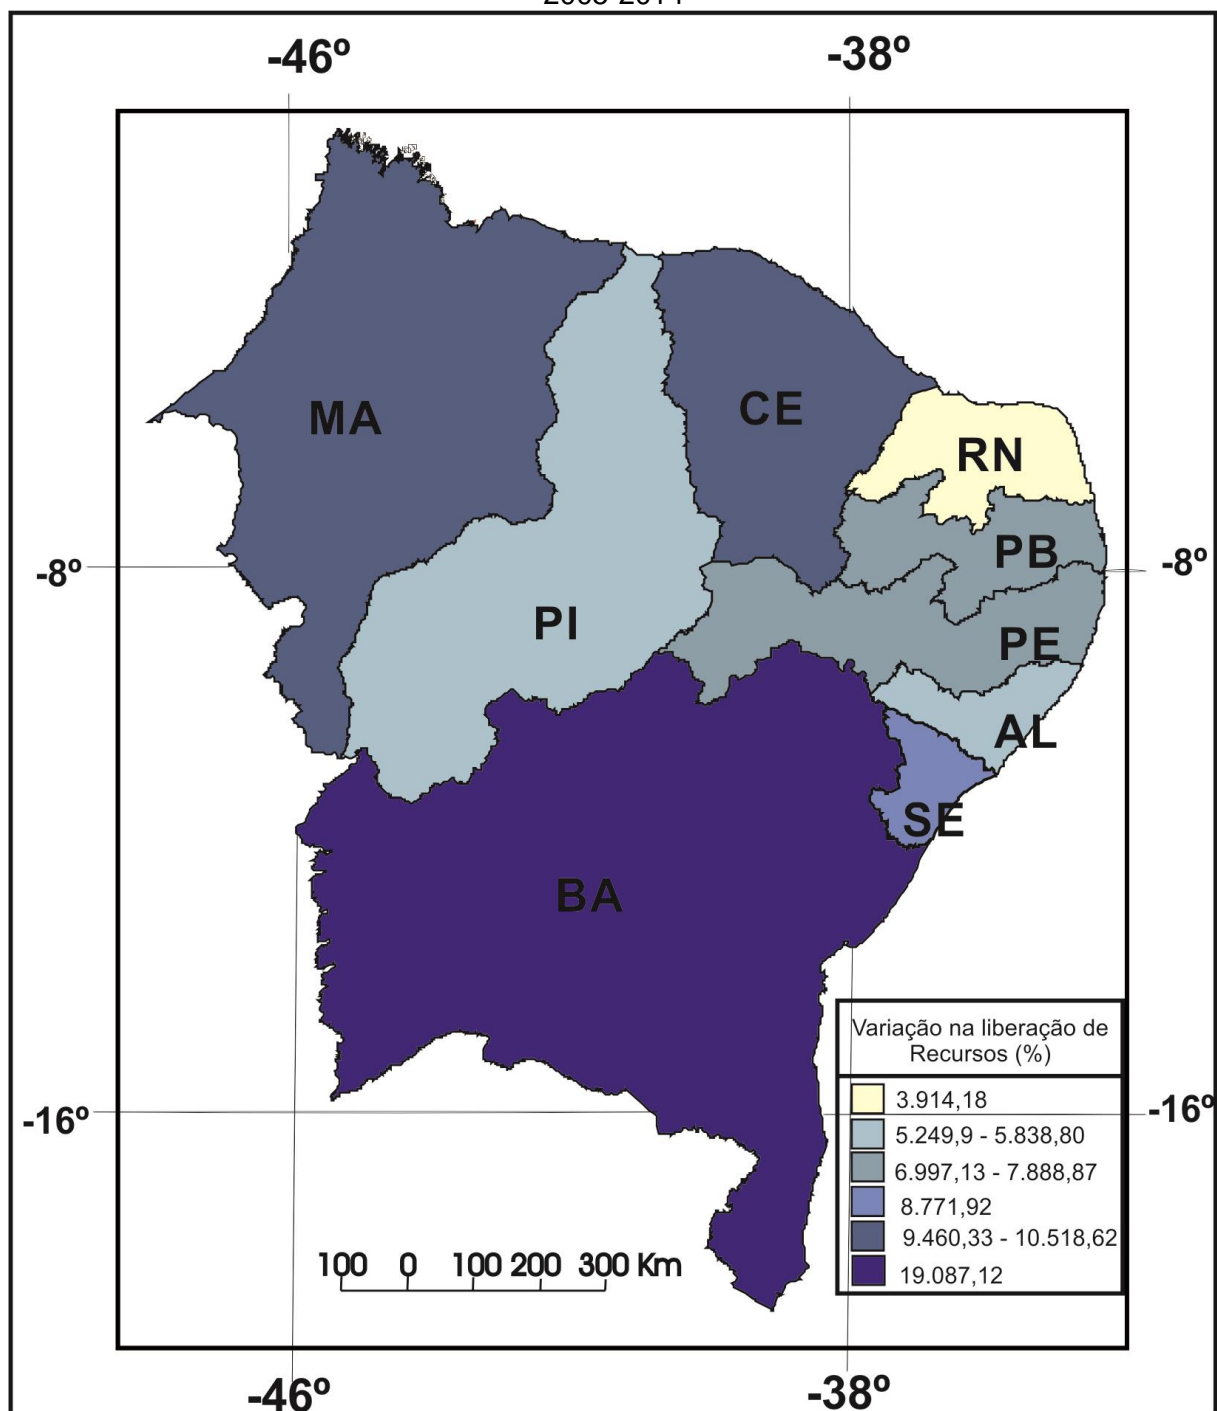 -46º -38º
MA
CE
RN
PB
-8º -8º
PI
PE
AL
SE
BA
Variação na liberação de
Recursos (%)
3.914,18
5.249,9 - 5.838,80
6.997,13 - 7.888,87
8.771,92
9.460,33 - 10.518,62
19.087,12
-16º -16º
100 0 100 200 300 Km
-46º -38º